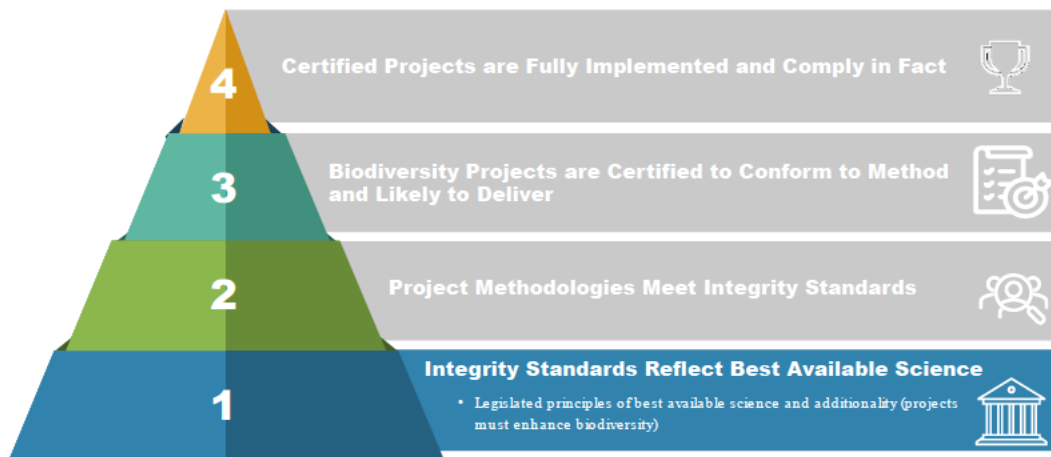 4
Certified Projects are Fully Implemented and Comply in Fact
3
Biodiversity Projects are Certified to Conform to Method
and Likely to Deliver
2
Project Methodologies Meet Integrity Standards
1
Integrity Standards Reflect Best Available Science
• Legislated principles of best available science and additionality (projects
must enhance biodiversity)